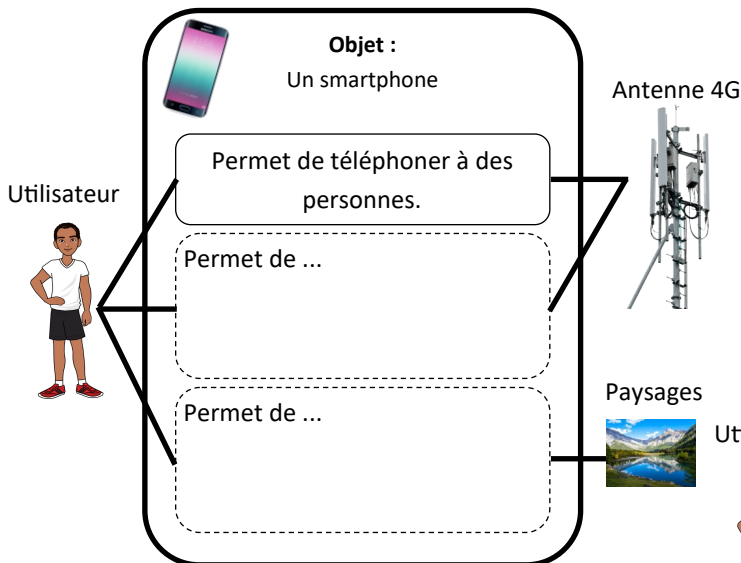 Objet :
Un smartphone
Antenne 4G
Permet de téléphoner à des
personnes.
Utilisateur
Permet de ...
Permet de ...
Paysages
Ut